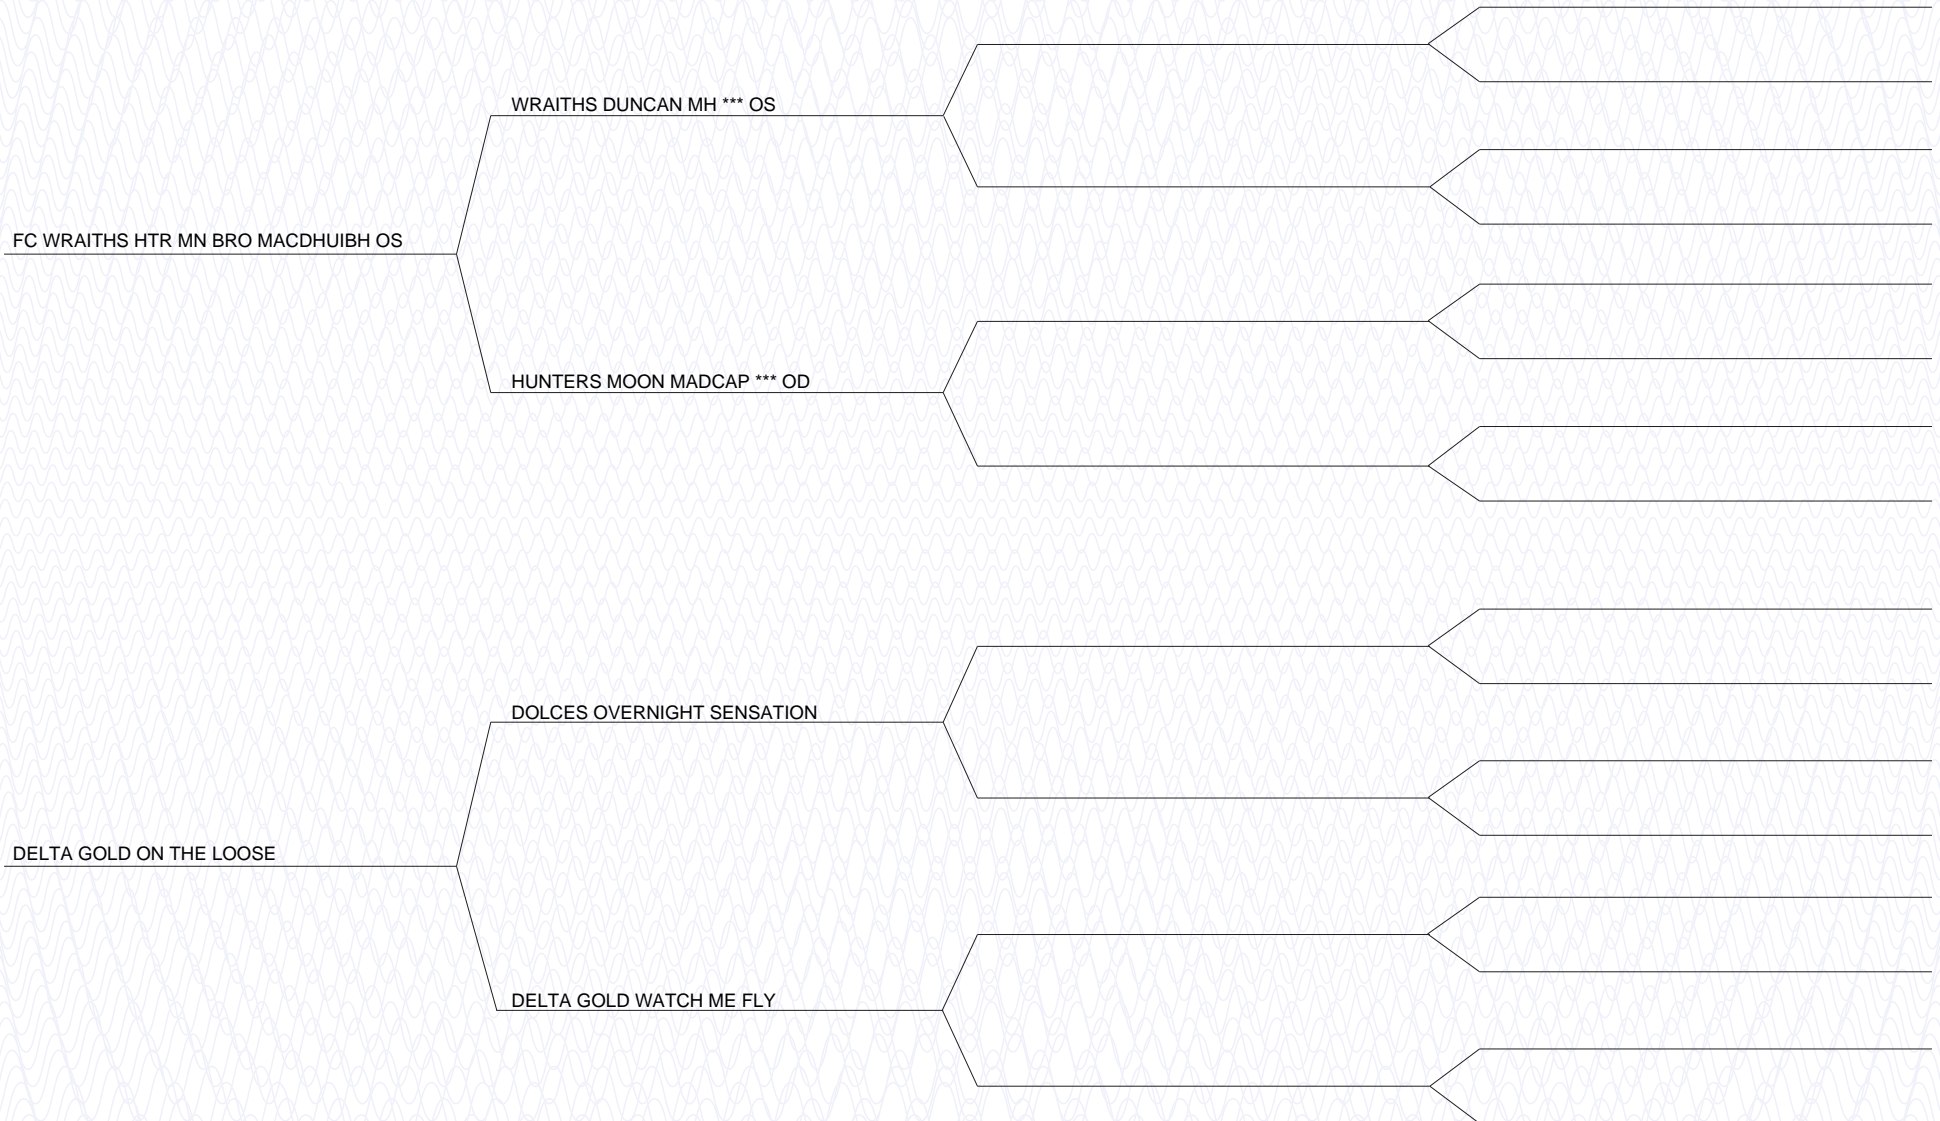 WRAITHS DUNCAN MH *** OS
FC WRAITHS HTR MN BRO MACDHUIBH OS
HUNTERS MOON MADCAP *** OD
DOLCES OVERNIGHT SENSATION
DELTA GOLD ON THE LOOSE
DELTA GOLD WATCH ME FLY